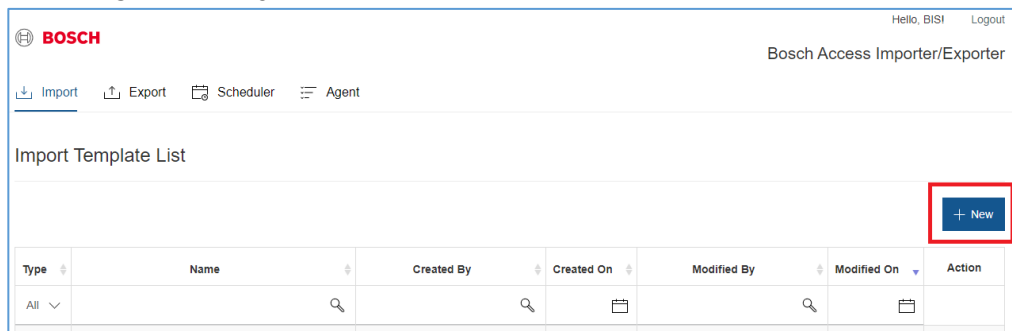 Hello, BIS! Logout
BOSCH
Bosch Access Importer/Exporter
Import Export Scheduler Agent
Import Template List
+ New
Type Name Created By Created On Modified By Modified On Action
All